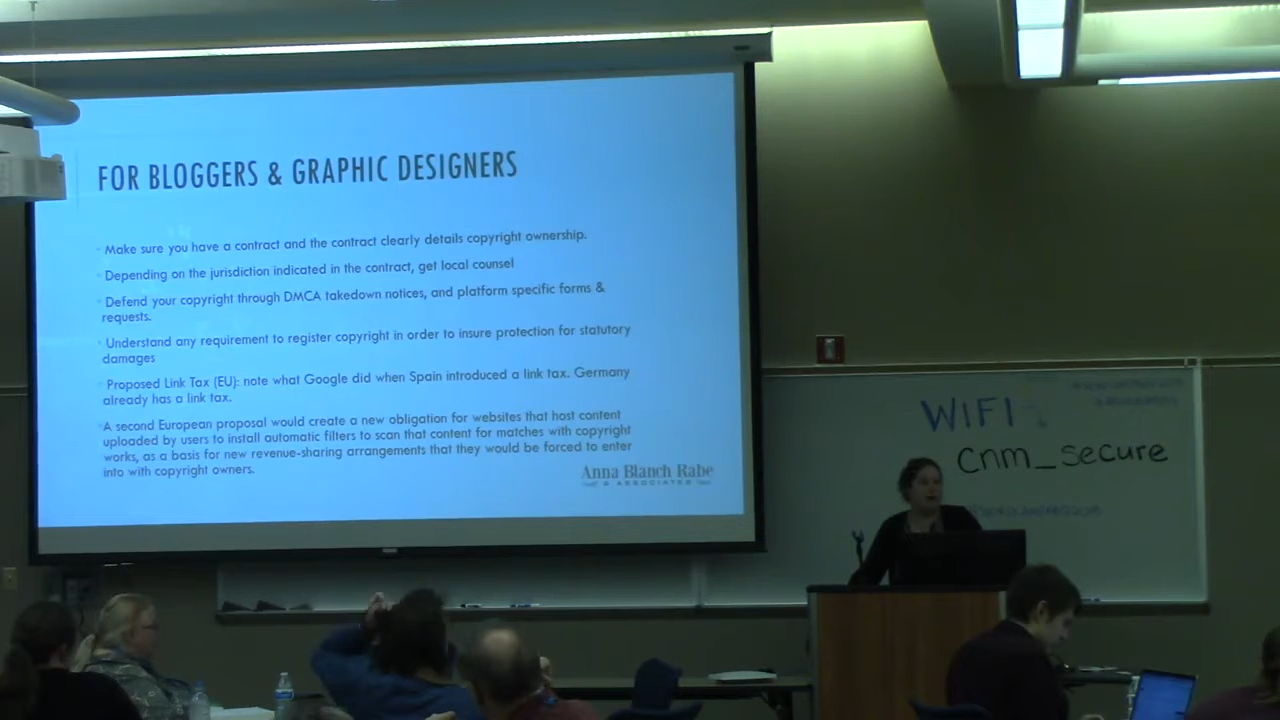 FOR BLOGGERS & GRAPHIC DESIGNERS
Make sure you have a contract and the contract clearly details copyright ownership.
Depending on the jurisdiction indicated in the contract, get local counsel
Defend your copyright through DMCA takedown notices, and platform specific forms &
requests.
Understand any requirement to register copyright in order to insure protection for statutory
damages
Proposed Link Tax (EU): note what Google did when Spain introduced a link tax. Germany
already has a link tax.
A second European proposal would create a new obligation for websites that host content
uploaded by users to install automatic filters to scan that content for matches with copyright
works, as a basis for new revenue-sharing arrangements that they would be forced to enter
into with copyright owners.
Anna Blanch Rabe
& ASSOCIATES
WIFI
cnm_secure